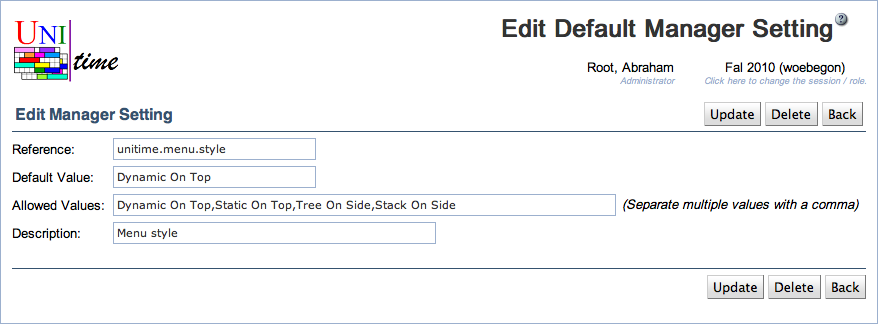 UNI time
Edit Default Manager Setting ?
Root, Abraham
Administrator
Fal 2010 (woebegon)
Click here to change the session / role.
Edit Manager Setting
Update Delete Back
Reference: unitime.menu.style
Default Value: Dynamic On Top
Allowed Values: Dynamic On Top,Static On Top,Tree On Side,Stack On Side (Separate multiple values with a comma)
Description: Menu style
Update Delete Back